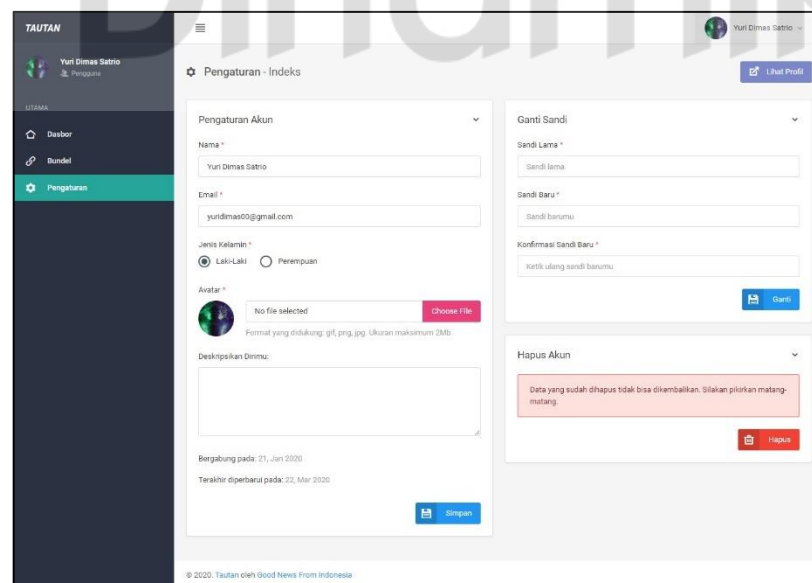 TAUTAN
Yuri Dimas Satrio
Yuri Dimas Satrio
Pengguna
Pengaturan - Indeks
Lihat Profil
UTAMA
Dasbor
Bundel
Pengaturan
Pengaturan Akun
Nama *
Yuri Dimas Satrio
Email *
yuridimas00@gmail.com
Jenis Kelamin *
Laki-Laki
Perempuan
Avatar *
No file selected
Choose File
Format yang didukung: gif, png, jpg. Ukuran maksimum 2Mb
Deskripsikan Dirimu:
Bergabung pada: 21, Jan 2020
Terakhir diperbarui pada: 22, Mar 2020
Simpan
Ganti Sandi
Sandi Lama *
Sandi lama
Sandi Baru *
Sandi barumu
Konfirmasi Sandi Baru *
Ketik ulang sandi barumu
Ganti
Hapus Akun
Data yang sudah dihapus tidak bisa dikembalikan. Silakan pikirkan matang-
matang.
Hapus
© 2020. Tautan oleh Good News From Indonesia